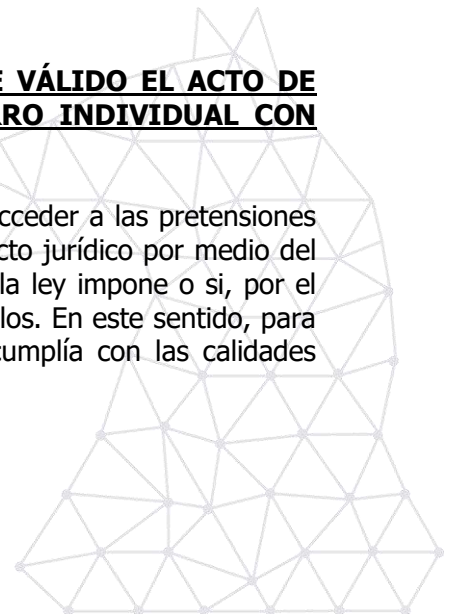 VÁLIDO EL ACTO DE
RRO INDIVIDUAL CON
cceder a las pretensiones
cto jurídico por medio del
la ley impone o si, por el
los. En este sentido, para
cumplía con las calidades